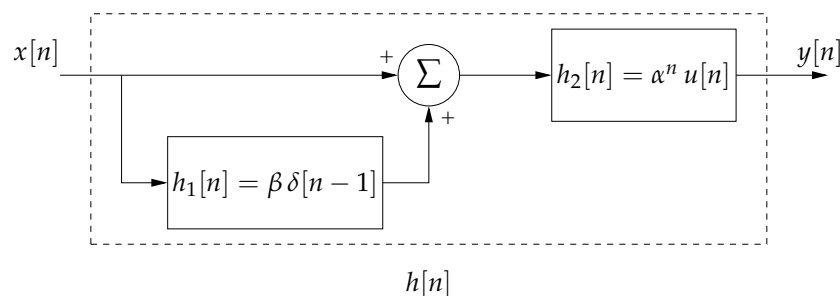 x[n]
+
Σ
h₂[n] = αⁿ u[n]
y[n]
+
h₁[n] = β δ[n − 1]
h[n]